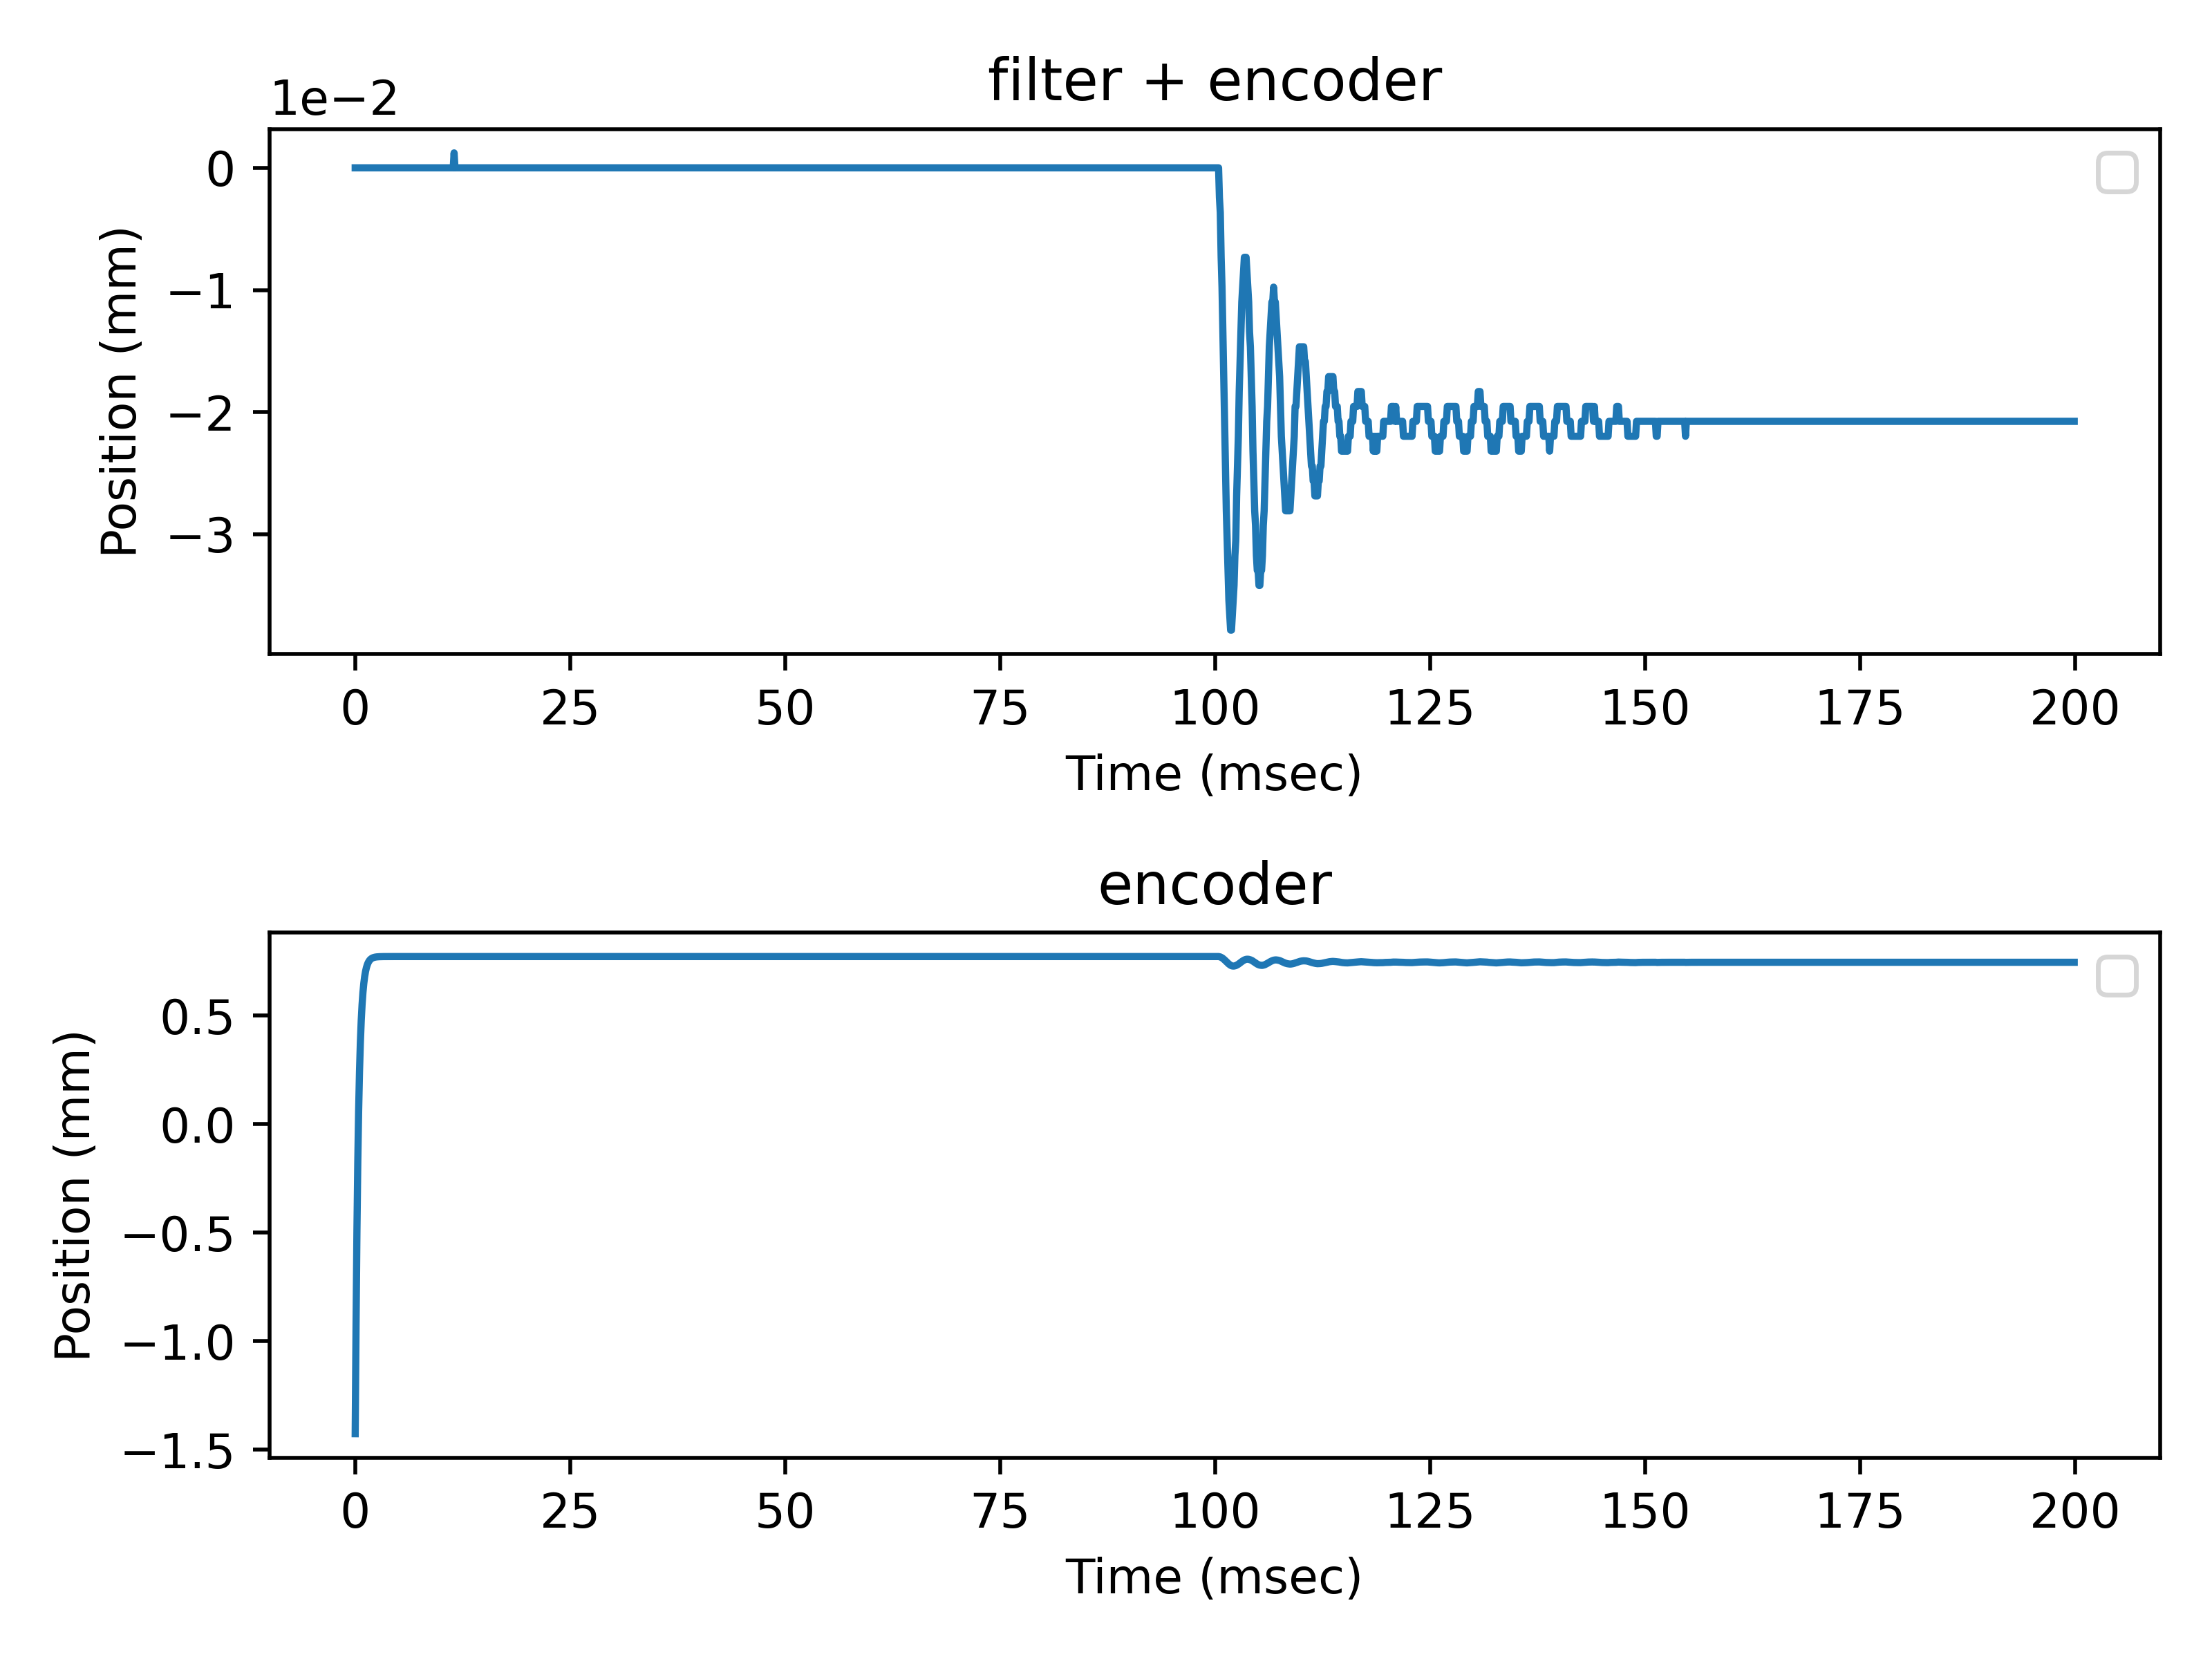 filter + encoder
1e−2
0
−1
−2
−3
Position (mm)
0 25 50 75 100 125 150 175 200
Time (msec)
encoder
0.5
0.0
−0.5
−1.0
−1.5
Position (mm)
0 25 50 75 100 125 150 175 200
Time (msec)